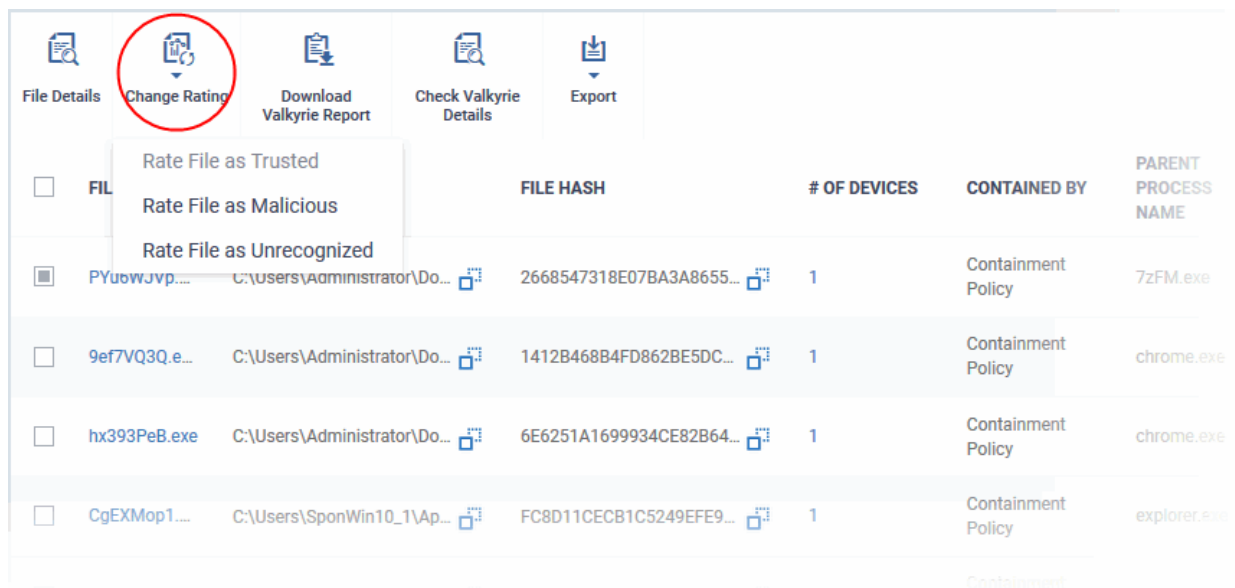 File Details
Change Rating
Download
Valkyrie Report
Check Valkyrie
Details
Export
Rate File as Trusted
Rate File as Malicious
Rate File as Unrecognized
FIL
FILE HASH
# OF DEVICES
CONTAINED BY
PARENT
PROCESS
NAME
PYu6WJVp.... C:\Users\Administrator\Do... 2668547318E07BA3A8655... 1 Containment
Policy
7zFM.exe
9ef7VQ3Q.e... C:\Users\Administrator\Do... 1412B468B4FD862BE5DC... 1 Containment
Policy
chrome.exe
hx393PeB.exe C:\Users\Administrator\Do... 6E6251A1699934CE82B64... 1 Containment
Policy
chrome.exe
CgEXMop1.... C:\Users\SponWin10_1\Ap... FC8D11CECB1C5249EFE9... 1 Containment
Policy
explorer.exe
Containment